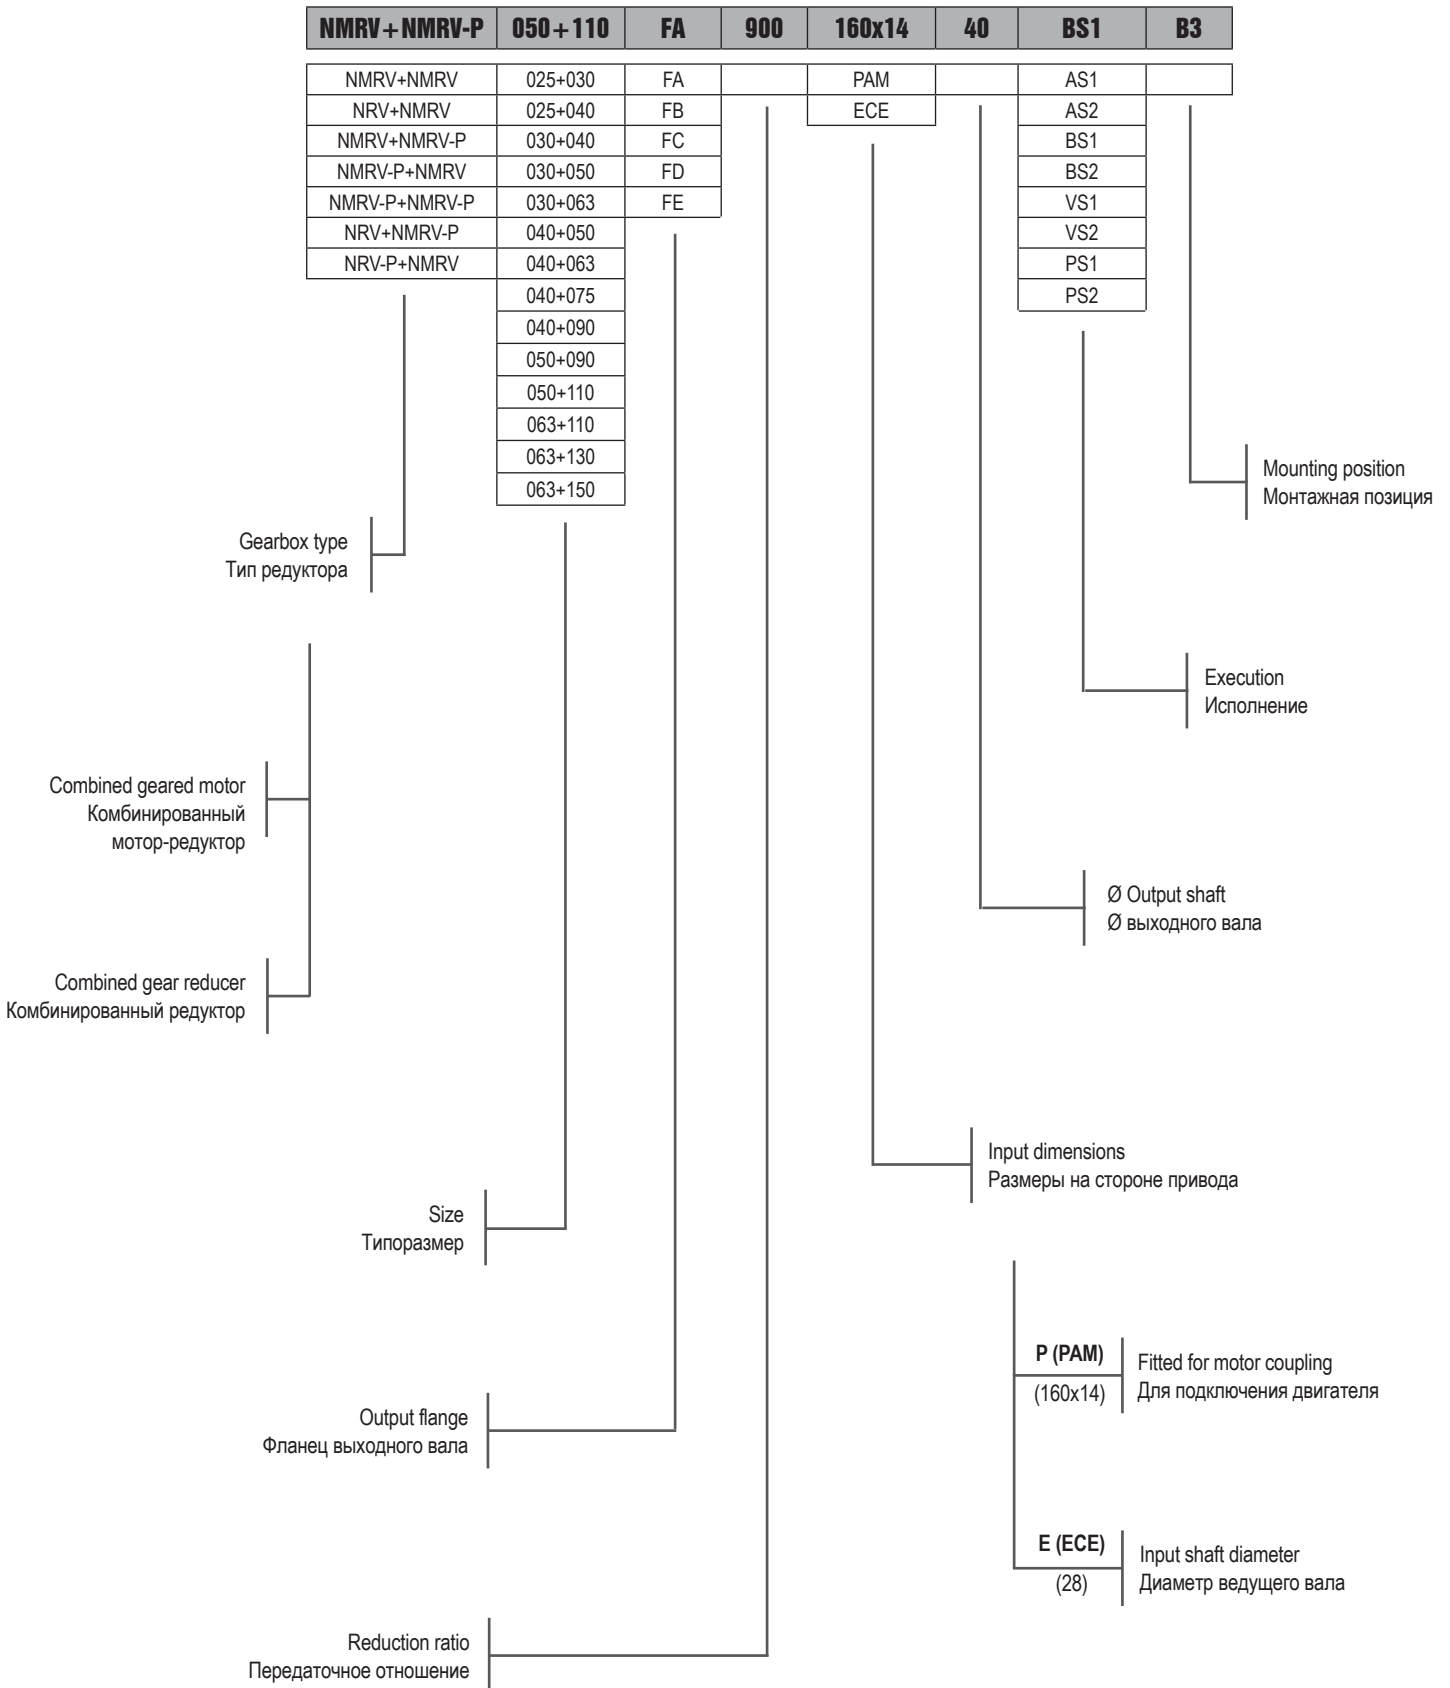 NMRV+NMRV-P 050+110 FA 900 160x14 40 BS1 B3
NMRV+NMRV 025+030 FA PAM AS1
NRV+NMRV 025+040 FB ECE AS2
NMRV+NMRV-P 030+040 FC BS1
NMRV-P+NMRV 030+050 FD BS2
NMRV-P+NMRV-P 030+063 FE VS1
NRV+NMRV-P 040+050 VS2
NRV-P+NMRV 040+063 PS1
040+075 PS2
040+090
050+090
050+110
063+110
063+130
063+150
Mounting position
Монтажная позиция
Gearbox type
Тип редуктора
Execution
Исполнение
Combined geared motor
Комбинированный
мотор-редуктор
Ø Output shaft
Ø выходного вала
Combined gear reducer
Комбинированный редуктор
Input dimensions
Размеры на стороне привода
Size
Типоразмер
P (PAM)
(160x14)
Fitted for motor coupling
Для подключения двигателя
Output flange
Фланец выходного вала
E (ECE)
(28)
Input shaft diameter
Диаметр ведущего вала
Reduction ratio
Передаточное отношение